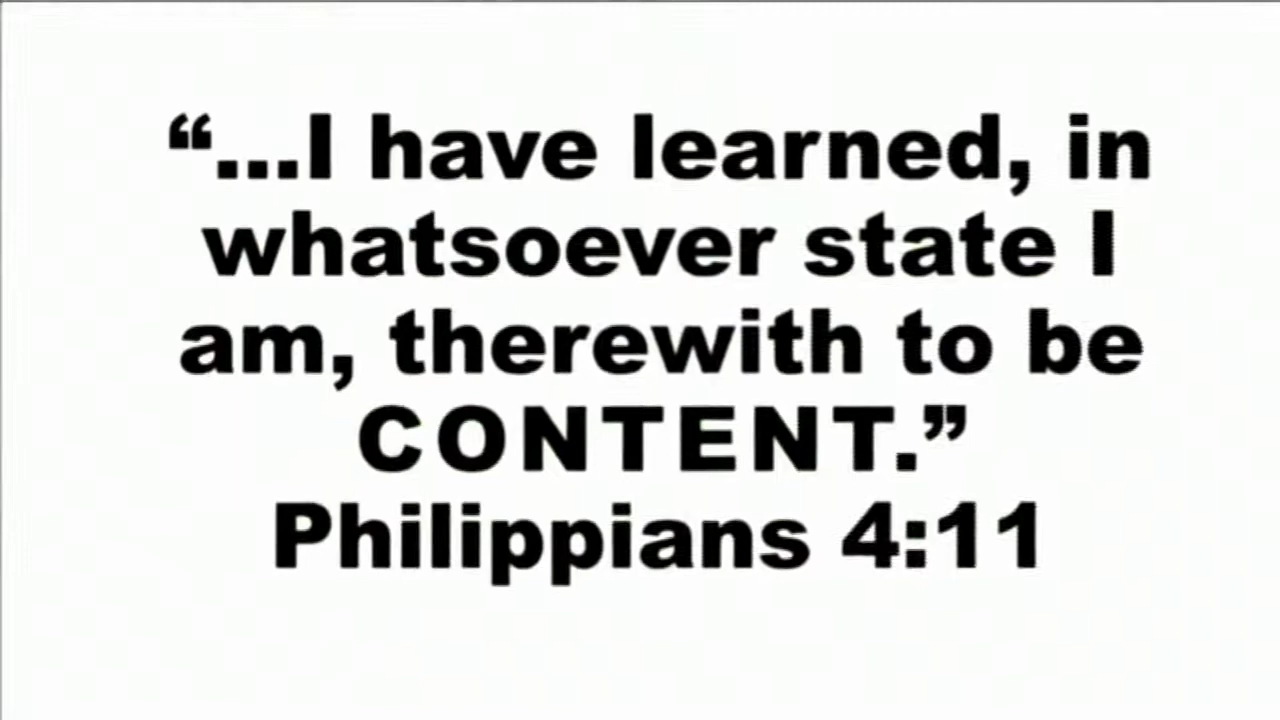 “...I have learned, in
whatsoever state I
am, therewith to be
CONTENT.”
Philippians 4:11